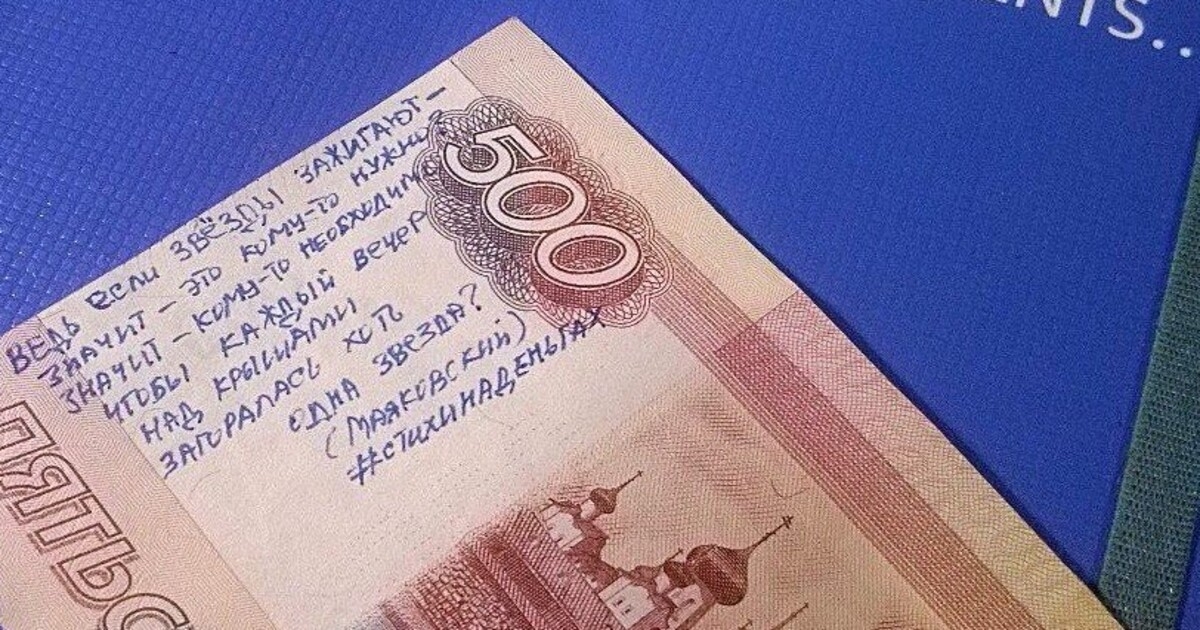 ВЕДЬ ЕСЛИ ЗВЁЗДЫ ЗАЖИГАЮТ -
ЗНАЧИТ - ЭТО КОМУ-ТО НУЖНО?
ЗНАЧИТ - КОМУ-ТО НЕОБХОДИМО
ЧТОБЫ КАЖДЫЙ ВЕЧЕР
НАД КРЫШАМИ
ЗАГОРАЛАСЬ ХОТЬ
ОДНА ЗВЕЗДА?
(МАЯКОВСКИЙ)
#СТИХИНАДЕНЬГАХ
500
ПЯТЬС
ENTS...